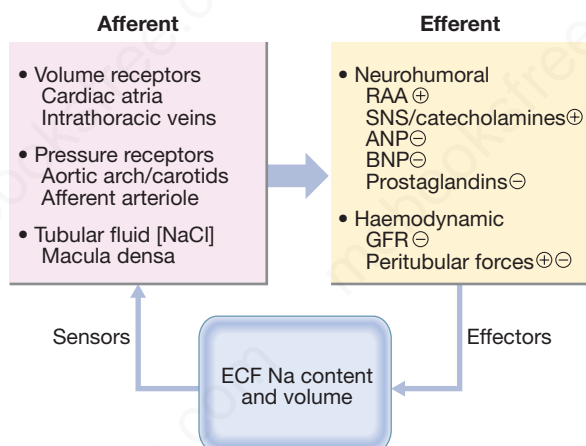 Afferent
• Volume receptors
Cardiac atria
Intrathoracic veins
• Pressure receptors
Aortic arch/carotids
Afferent arteriole
• Tubular fluid [NaCl]
Macula densa
Efferent
• Neurohumoral
RAA ⊕
SNS/catecholamines ⊕
ANP ⊖
BNP ⊖
Prostaglandins ⊖
• Haemodynamic
GFR ⊖
Peritubular forces ⊕ ⊖
Sensors
Effectors
ECF Na content
and volume